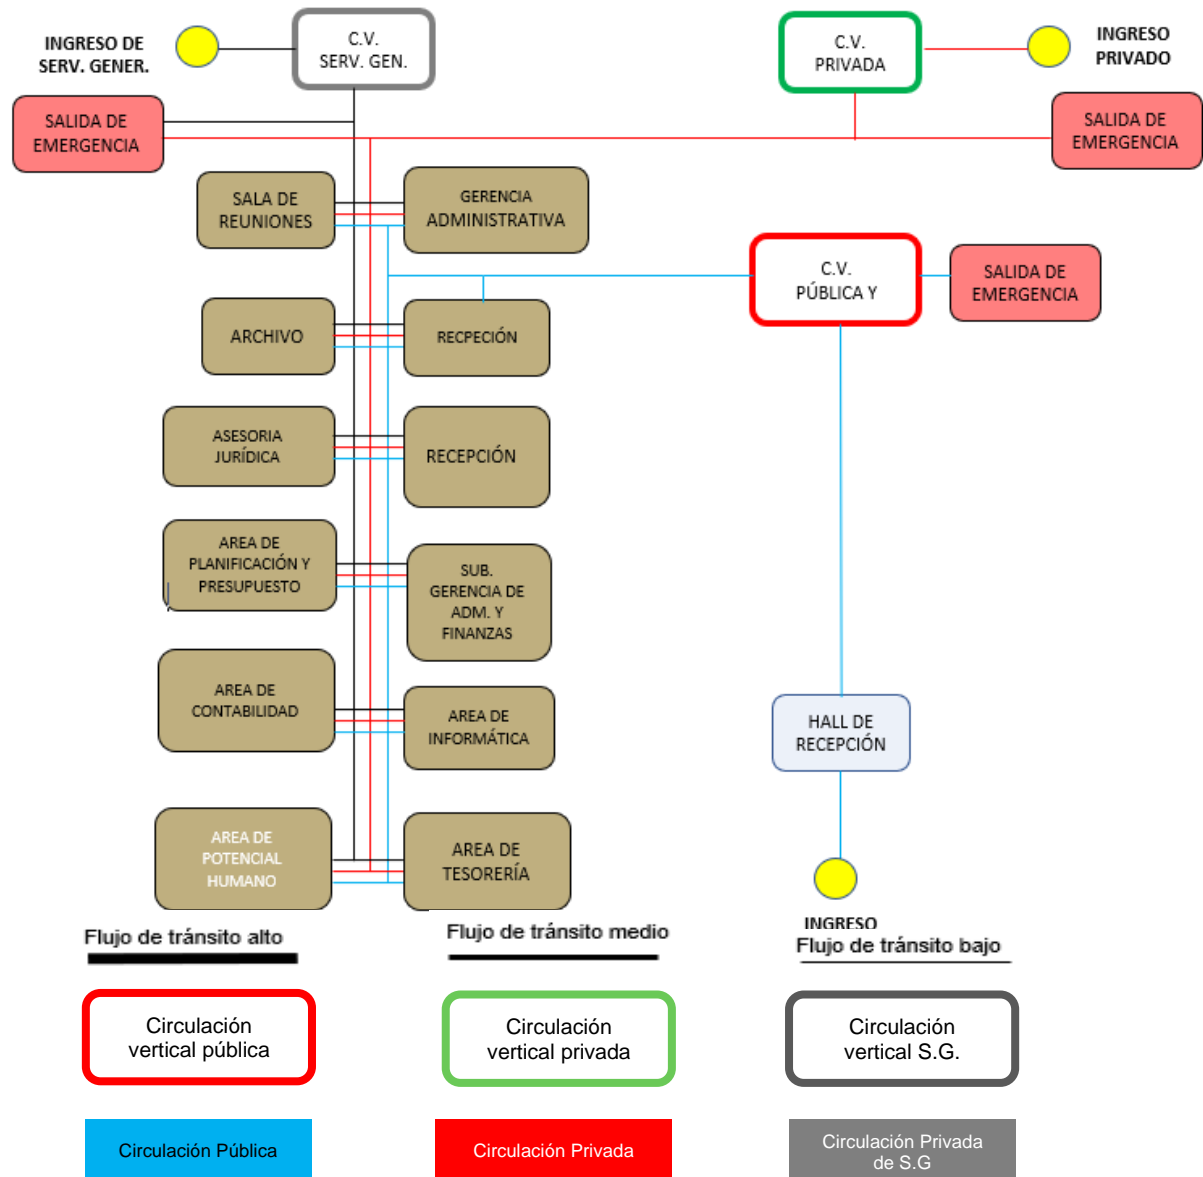 INGRESO DE
SERV. GENER.
C.V.
SERV. GEN.
C.V.
PRIVADA
INGRESO
PRIVADO
SALIDA DE
EMERGENCIA
SALIDA DE
EMERGENCIA
SALA DE
REUNIONES
GERENCIA
ADMINISTRATIVA
C.V.
PÚBLICA Y
SALIDA DE
EMERGENCIA
ARCHIVO
RECPECIÓN
ASESORIA
JURÍDICA
RECEPCIÓN
AREA DE
PLANIFICACIÓN Y
PRESUPUESTO
SUB.
GERENCIA DE
ADM. Y
FINANZAS
AREA DE
CONTABILIDAD
AREA DE
INFORMÁTICA
HALL DE
RECEPCIÓN
AREA DE
POTENCIAL
HUMANO
AREA DE
TESORERÍA
INGRESO
Flujo de tránsito alto
Flujo de tránsito medio
Flujo de tránsito bajo
Circulación
vertical pública
Circulación
vertical privada
Circulación
vertical S.G.
Circulación Pública
Circulación Privada
Circulación Privada
de S.G